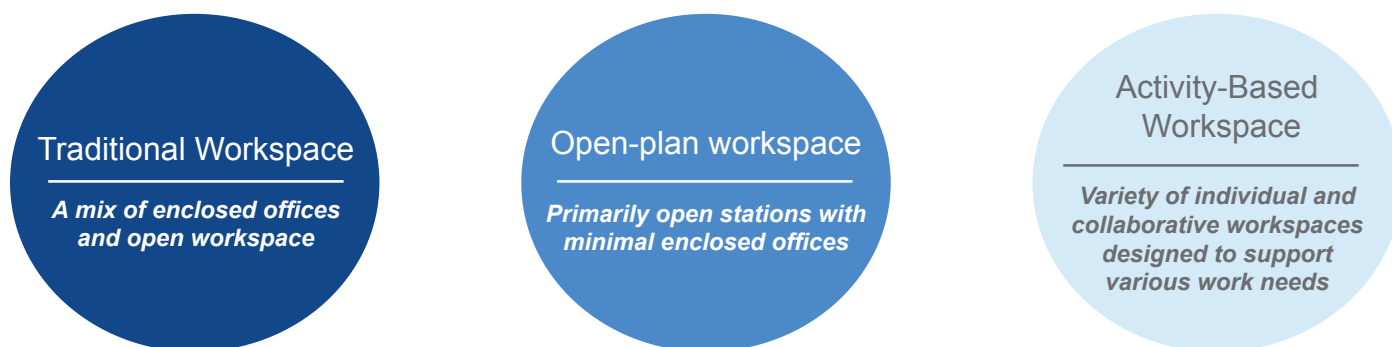 Traditional Workspace
A mix of enclosed offices
and open workspace
Open-plan workspace
Primarily open stations with
minimal enclosed offices
Activity-Based
Workspace
Variety of individual and
collaborative workspaces
designed to support
various work needs